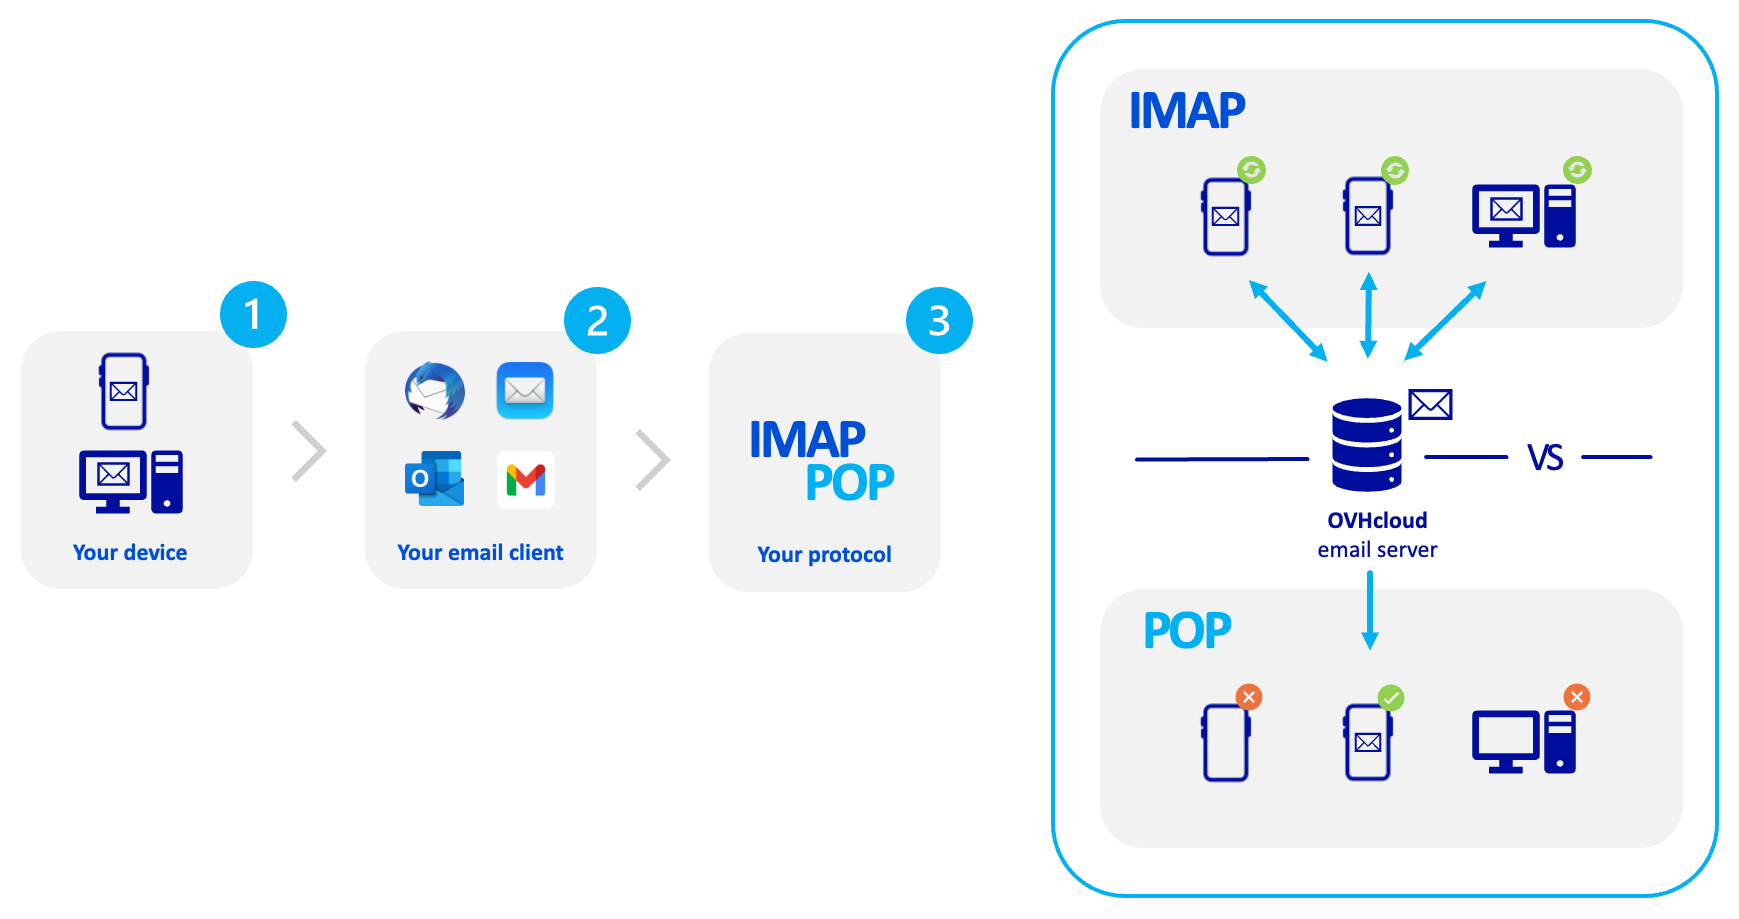 1
Your device
2
O
Your email client
3
IMAP
POP
Your protocol
IMAP
VS
OVHcloud
email server
POP